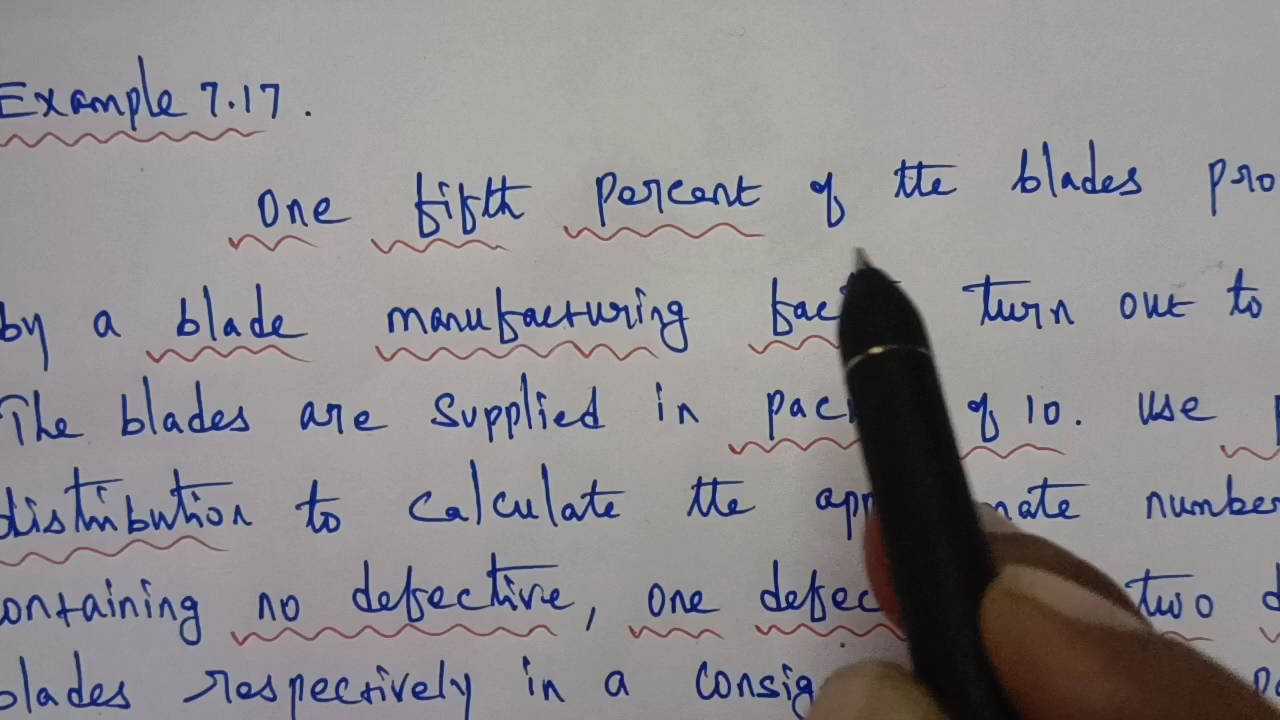 Example 7.17.
One fifth percent of the blades pro
by a blade manufacturing fac turn out to
The blades are supplied in pac of 10. use
distribution to calculate the app mate number
ontaining no defective, one defec two d
blades respectively in a consig